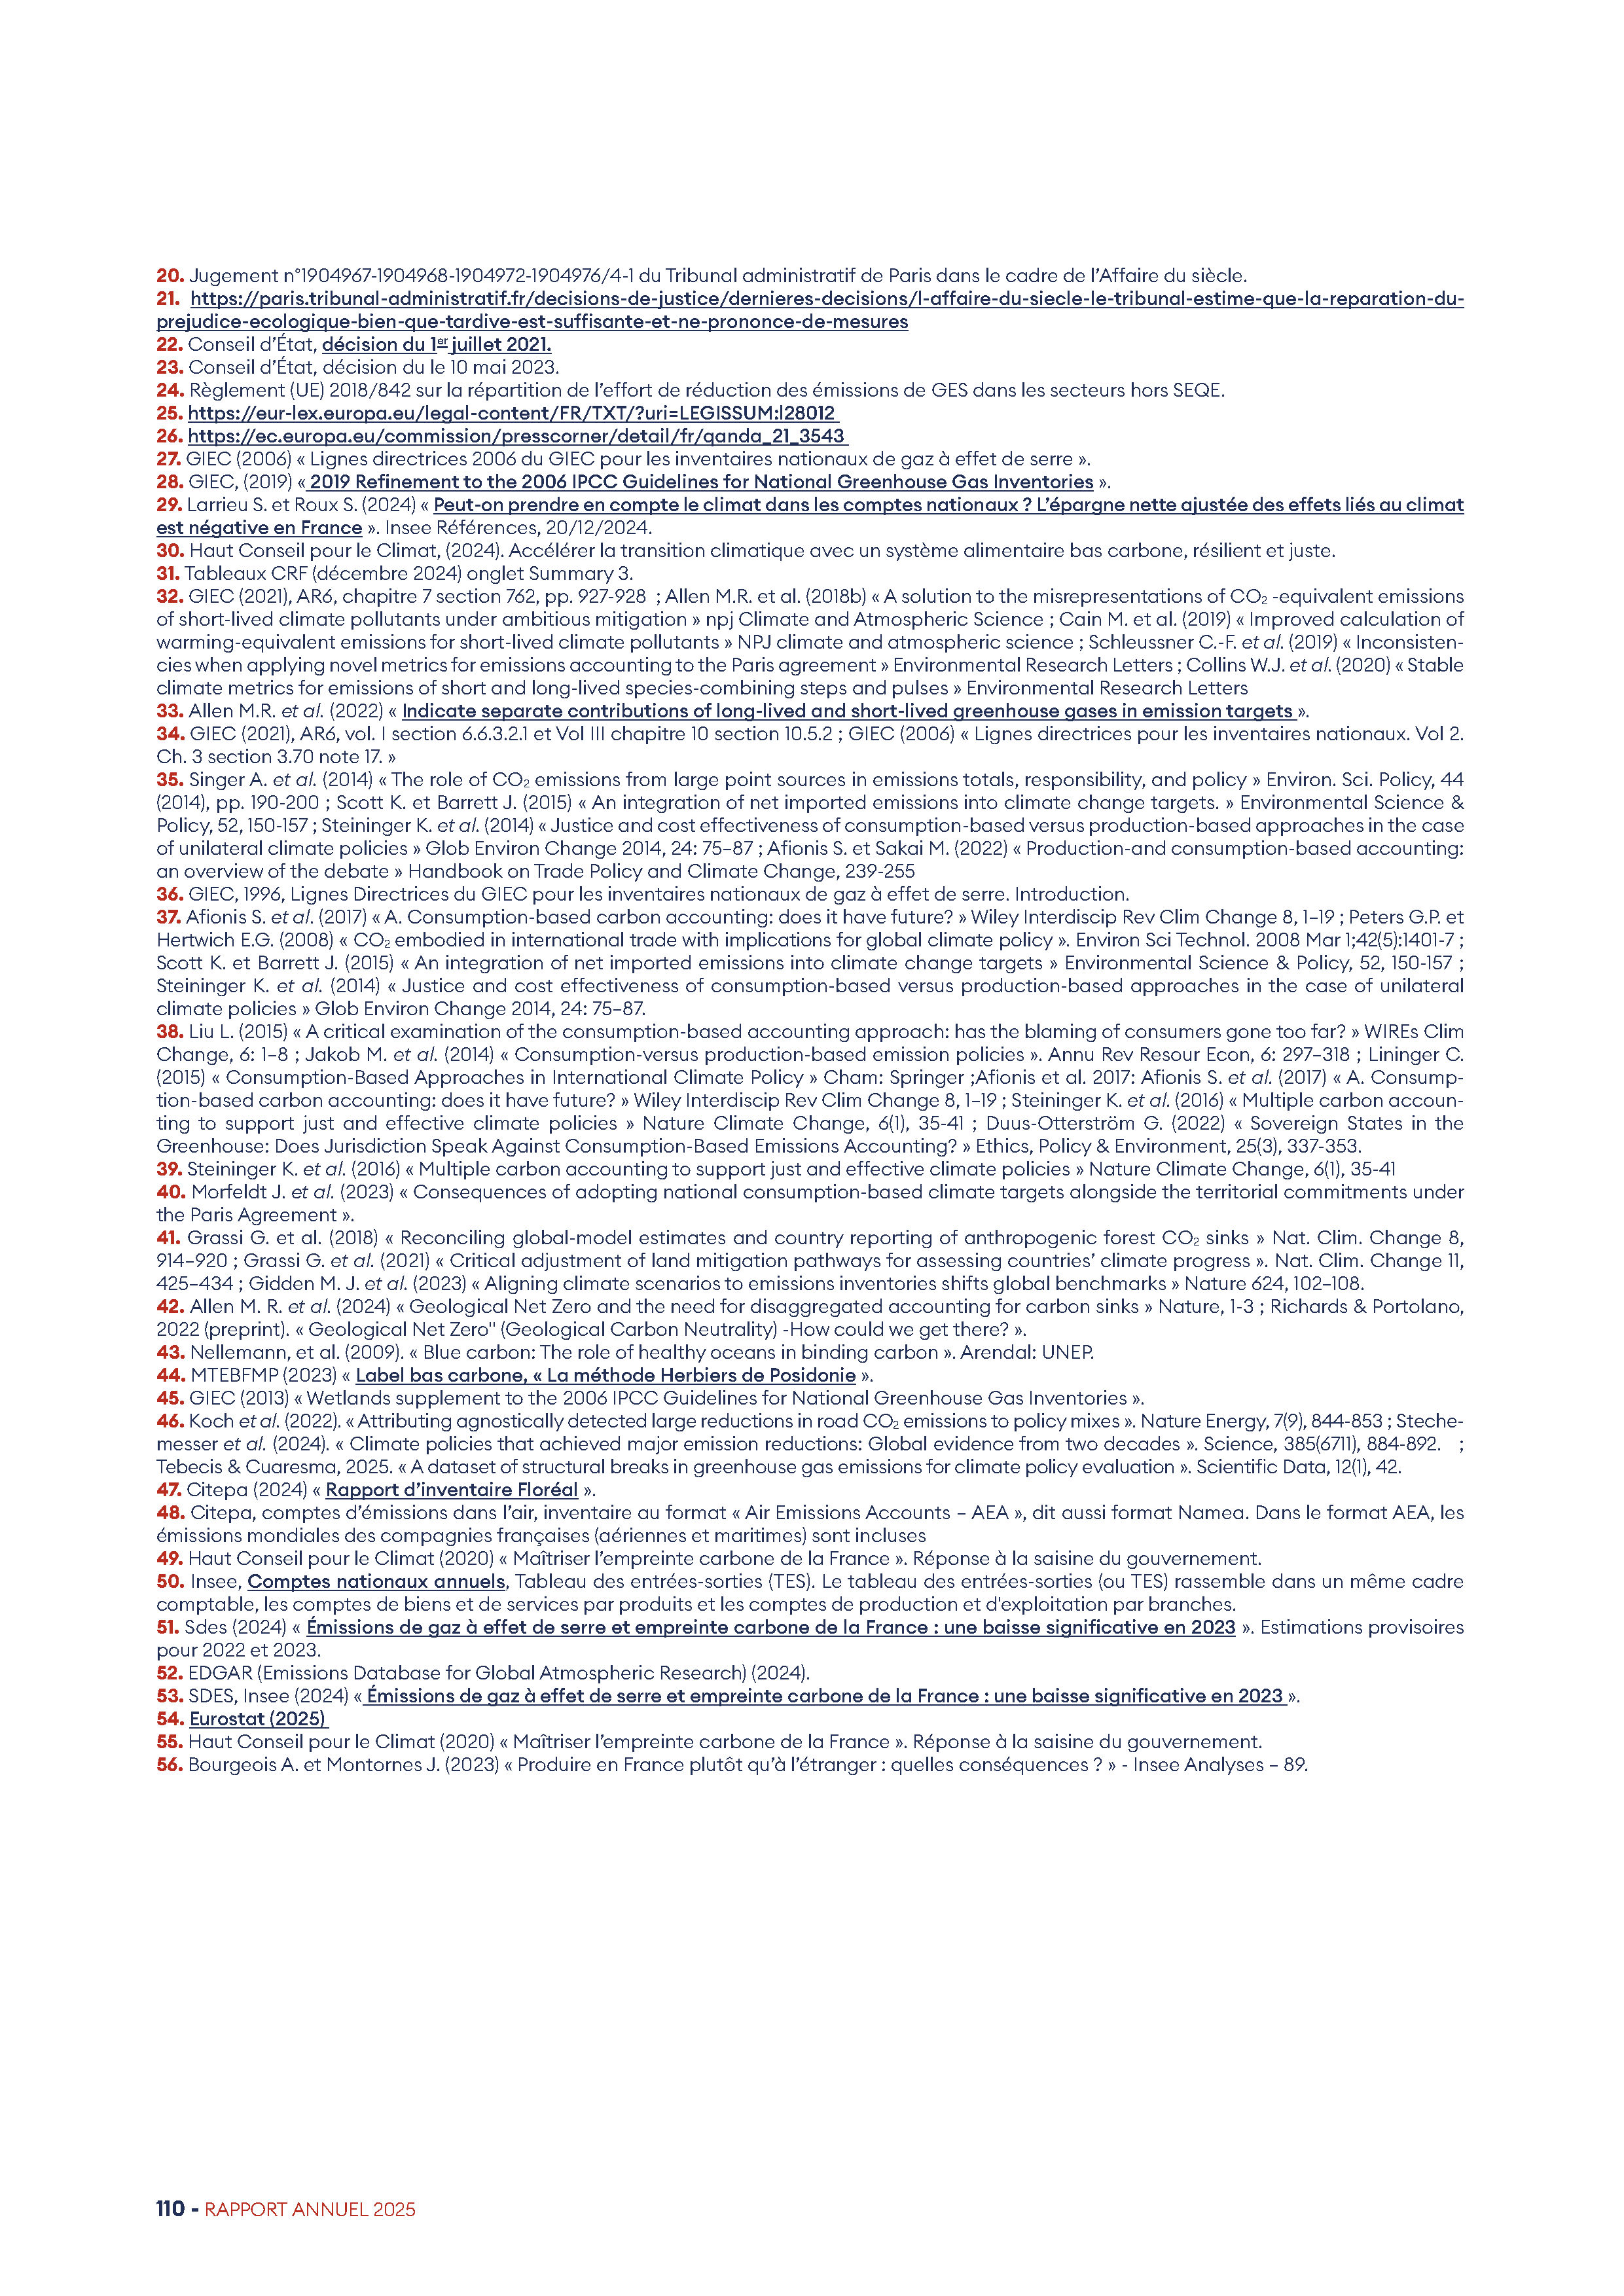 20. Jugement n°1904967-1904968-1904972-1904976/4-1 du Tribunal administratif de Paris dans le cadre de l’Affaire du siècle.
21. https://paris.tribunal-administratif.fr/decisions-de-justice/dernieres-decisions/l-affaire-du-siecle-le-tribunal-estime-que-la-reparation-du-
prejudice-ecologique-bien-que-tardive-est-suffisante-et-ne-prononce-de-mesures
22. Conseil d’État, décision du 1er juillet 2021.
23. Conseil d’État, décision du le 10 mai 2023.
24. Règlement (UE) 2018/842 sur la répartition de l’effort de réduction des émissions de GES dans les secteurs hors SEQE.
25. https://eur-lex.europa.eu/legal-content/FR/TXT/?uri=LEGISSUM:l28012
26. https://ec.europa.eu/commission/presscorner/detail/fr/qanda_21_3543
27. GIEC (2006) « Lignes directrices 2006 du GIEC pour les inventaires nationaux de gaz à effet de serre ».
28. GIEC, (2019) « 2019 Refinement to the 2006 IPCC Guidelines for National Greenhouse Gas Inventories ».
29. Larrieu S. et Roux S. (2024) « Peut-on prendre en compte le climat dans les comptes nationaux ? L’épargne nette ajustée des effets liés au climat
est négative en France ». Insee Références, 20/12/2024.
30. Haut Conseil pour le Climat, (2024). Accélérer la transition climatique avec un système alimentaire bas carbone, résilient et juste.
31. Tableaux CRF (décembre 2024) onglet Summary 3.
32. GIEC (2021), AR6, chapitre 7 section 762, pp. 927-928 ; Allen M.R. et al. (2018b) « A solution to the misrepresentations of CO₂ -equivalent emissions
of short-lived climate pollutants under ambitious mitigation » npj Climate and Atmospheric Science ; Cain M. et al. (2019) « Improved calculation of
warming-equivalent emissions for short-lived climate pollutants » NPJ climate and atmospheric science ; Schleussner C.-F. et al. (2019) « Inconsisten-
cies when applying novel metrics for emissions accounting to the Paris agreement » Environmental Research Letters ; Collins W.J. et al. (2020) « Stable
climate metrics for emissions of short and long-lived species-combining steps and pulses » Environmental Research Letters
33. Allen M.R. et al. (2022) « Indicate separate contributions of long-lived and short-lived greenhouse gases in emission targets ».
34. GIEC (2021), AR6, vol. I section 6.6.3.2.1 et Vol III chapitre 10 section 10.5.2 ; GIEC (2006) « Lignes directrices pour les inventaires nationaux. Vol 2.
Ch. 3 section 3.70 note 17. »
35. Singer A. et al. (2014) « The role of CO₂ emissions from large point sources in emissions totals, responsibility, and policy » Environ. Sci. Policy, 44
(2014), pp. 190-200 ; Scott K. et Barrett J. (2015) « An integration of net imported emissions into climate change targets. » Environmental Science &
Policy, 52, 150-157 ; Steininger K. et al. (2014) « Justice and cost effectiveness of consumption-based versus production-based approaches in the case
of unilateral climate policies » Glob Environ Change 2014, 24: 75–87 ; Afionis S. et Sakai M. (2022) « Production-and consumption-based accounting:
an overview of the debate » Handbook on Trade Policy and Climate Change, 239-255
36. GIEC, 1996, Lignes Directrices du GIEC pour les inventaires nationaux de gaz à effet de serre. Introduction.
37. Afionis S. et al. (2017) « A. Consumption-based carbon accounting: does it have future? » Wiley Interdiscip Rev Clim Change 8, 1–19 ; Peters G.P. et
Hertwich E.G. (2008) « CO₂ embodied in international trade with implications for global climate policy ». Environ Sci Technol. 2008 Mar 1;42(5):1401-7 ;
Scott K. et Barrett J. (2015) « An integration of net imported emissions into climate change targets » Environmental Science & Policy, 52, 150-157 ;
Steininger K. et al. (2014) « Justice and cost effectiveness of consumption-based versus production-based approaches in the case of unilateral
climate policies » Glob Environ Change 2014, 24: 75–87.
38. Liu L. (2015) « A critical examination of the consumption-based accounting approach: has the blaming of consumers gone too far? » WIREs Clim
Change, 6: 1–8 ; Jakob M. et al. (2014) « Consumption-versus production-based emission policies ». Annu Rev Resour Econ, 6: 297–318 ; Lininger C.
(2015) « Consumption-Based Approaches in International Climate Policy » Cham: Springer ;Afionis et al. 2017: Afionis S. et al. (2017) « A. Consump-
tion-based carbon accounting: does it have future? » Wiley Interdiscip Rev Clim Change 8, 1–19 ; Steininger K. et al. (2016) « Multiple carbon accoun-
ting to support just and effective climate policies » Nature Climate Change, 6(1), 35-41 ; Duus-Otterström G. (2022) « Sovereign States in the
Greenhouse: Does Jurisdiction Speak Against Consumption-Based Emissions Accounting? » Ethics, Policy & Environment, 25(3), 337-353.
39. Steininger K. et al. (2016) « Multiple carbon accounting to support just and effective climate policies » Nature Climate Change, 6(1), 35-41
40. Morfeldt J. et al. (2023) « Consequences of adopting national consumption-based climate targets alongside the territorial commitments under
the Paris Agreement ».
41. Grassi G. et al. (2018) « Reconciling global-model estimates and country reporting of anthropogenic forest CO₂ sinks » Nat. Clim. Change 8,
914–920 ; Grassi G. et al. (2021) « Critical adjustment of land mitigation pathways for assessing countries’ climate progress ». Nat. Clim. Change 11,
425–434 ; Gidden M. J. et al. (2023) « Aligning climate scenarios to emissions inventories shifts global benchmarks » Nature 624, 102–108.
42. Allen M. R. et al. (2024) « Geological Net Zero and the need for disaggregated accounting for carbon sinks » Nature, 1-3 ; Richards & Portolano,
2022 (preprint). « Geological Net Zero" (Geological Carbon Neutrality) -How could we get there? ».
43. Nellemann, et al. (2009). « Blue carbon: The role of healthy oceans in binding carbon ». Arendal: UNEP.
44. MTEBFMP (2023) « Label bas carbone, « La méthode Herbiers de Posidonie ».
45. GIEC (2013) « Wetlands supplement to the 2006 IPCC Guidelines for National Greenhouse Gas Inventories ».
46. Koch et al. (2022). « Attributing agnostically detected large reductions in road CO₂ emissions to policy mixes ». Nature Energy, 7(9), 844-853 ; Steche-
messer et al. (2024). « Climate policies that achieved major emission reductions: Global evidence from two decades ». Science, 385(6711), 884-892. ;
Tebecis & Cuaresma, 2025. « A dataset of structural breaks in greenhouse gas emissions for climate policy evaluation ». Scientific Data, 12(1), 42.
47. Citepa (2024) « Rapport d’inventaire Floréal ».
48. Citepa, comptes d’émissions dans l’air, inventaire au format « Air Emissions Accounts – AEA », dit aussi format Namea. Dans le format AEA, les
émissions mondiales des compagnies françaises (aériennes et maritimes) sont incluses
49. Haut Conseil pour le Climat (2020) « Maîtriser l’empreinte carbone de la France ». Réponse à la saisine du gouvernement.
50. Insee, Comptes nationaux annuels, Tableau des entrées-sorties (TES). Le tableau des entrées-sorties (ou TES) rassemble dans un même cadre
comptable, les comptes de biens et de services par produits et les comptes de production et d'exploitation par branches.
51. Sdes (2024) « Émissions de gaz à effet de serre et empreinte carbone de la France : une baisse significative en 2023 ». Estimations provisoires
pour 2022 et 2023.
52. EDGAR (Emissions Database for Global Atmospheric Research) (2024).
53. SDES, Insee (2024) « Émissions de gaz à effet de serre et empreinte carbone de la France : une baisse significative en 2023 ».
54. Eurostat (2025)
55. Haut Conseil pour le Climat (2020) « Maîtriser l’empreinte carbone de la France ». Réponse à la saisine du gouvernement.
56. Bourgeois A. et Montornes J. (2023) « Produire en France plutôt qu’à l’étranger : quelles conséquences ? » - Insee Analyses – 89.
110 - RAPPORT ANNUEL 2025